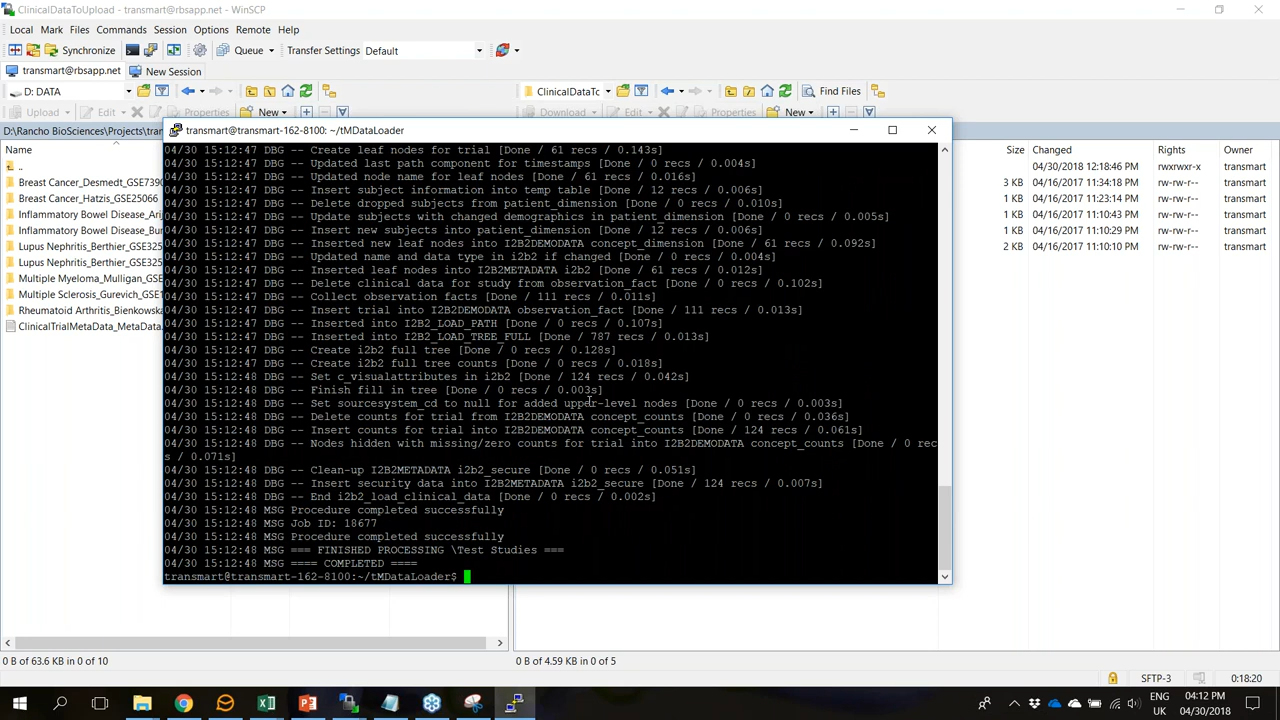 ClinicalDataToUpload - transmart@rbsapp.net - WinSCP
Local Mark Files Commands Session Options Remote Help
Synchronize Queue Transfer Settings Default
transmart@rbsapp.net New Session
D: DATA ClinicalDataTo Find Files
Upload Edit Properties New Download Edit Properties New
D:\Rancho BioSciences\Projects\tran
transmart@transmart-162-8100: ~/tMDataLoader
Name Size Changed Rights Owner
..
Breast Cancer_Desmedt_GSE7390
Breast Cancer_Hatzis_GSE25066
Inflammatory Bowel Disease_Ari
Inflammatory Bowel Disease_Bur
Lupus Nephritis_Berthier_GSE325
Lupus Nephritis_Berthier_GSE325
Multiple Myeloma_Mulligan_GSE
Multiple Sclerosis_Gurevich_GSE1
Rheumatoid Arthritis_Bienkowska
ClinicalTrialMetaData_MetaData
04/30/2018 12:18:46 PM rwxrwxr-x transmart
3 KB 04/16/2017 11:34:18 PM rw-rw-r-- transmart
1 KB 04/16/2017 11:23:14 PM rw-rw-r-- transmart
1 KB 04/16/2017 11:10:43 PM rw-rw-r-- transmart
1 KB 04/16/2017 11:10:29 PM rw-rw-r-- transmart
2 KB 04/16/2017 11:10:10 PM rw-rw-r-- transmart
04/30 15:12:47 DBG -- Create leaf nodes for trial [Done / 61 recs / 0.143s]
04/30 15:12:47 DBG -- Updated last path component for timestamps [Done / 0 recs / 0.004s]
04/30 15:12:47 DBG -- Updated node name for leaf nodes [Done / 61 recs / 0.016s]
04/30 15:12:47 DBG -- Insert subject information into temp table [Done / 12 recs / 0.006s]
04/30 15:12:47 DBG -- Delete dropped subjects from patient_dimension [Done / 0 recs / 0.010s]
04/30 15:12:47 DBG -- Update subjects with changed demographics in patient_dimension [Done / 0 recs / 0.005s]
04/30 15:12:47 DBG -- Insert new subjects into patient_dimension [Done / 12 recs / 0.006s]
04/30 15:12:47 DBG -- Inserted new leaf nodes into I2B2DEMODATA concept_dimension [Done / 61 recs / 0.092s]
04/30 15:12:47 DBG -- Updated name and data type in i2b2 if changed [Done / 0 recs / 0.004s]
04/30 15:12:47 DBG -- Inserted leaf nodes into I2B2METADATA i2b2 [Done / 61 recs / 0.012s]
04/30 15:12:47 DBG -- Delete clinical data for study from observation_fact [Done / 0 recs / 0.102s]
04/30 15:12:47 DBG -- Collect observation facts [Done / 111 recs / 0.011s]
04/30 15:12:47 DBG -- Insert trial into I2B2DEMODATA observation_fact [Done / 111 recs / 0.013s]
04/30 15:12:47 DBG -- Inserted into I2B2_LOAD_PATH [Done / 0 recs / 0.107s]
04/30 15:12:47 DBG -- Inserted into I2B2_LOAD_TREE_FULL [Done / 787 recs / 0.013s]
04/30 15:12:47 DBG -- Create i2b2 full tree [Done / 0 recs / 0.128s]
04/30 15:12:47 DBG -- Create i2b2 full tree counts [Done / 0 recs / 0.018s]
04/30 15:12:48 DBG -- Set c_visualattributes in i2b2 [Done / 124 recs / 0.042s]
04/30 15:12:48 DBG -- Finish fill in tree [Done / 0 recs / 0.003s]
04/30 15:12:48 DBG -- Set sourcesystem_cd to null for added upper-level nodes [Done / 0 recs / 0.003s]
04/30 15:12:48 DBG -- Delete counts for trial from I2B2DEMODATA concept_counts [Done / 0 recs / 0.036s]
04/30 15:12:48 DBG -- Insert counts for trial into I2B2DEMODATA concept_counts [Done / 124 recs / 0.061s]
04/30 15:12:48 DBG -- Nodes hidden with missing/zero counts for trial into I2B2DEMODATA concept_counts [Done / 0 rec
s / 0.071s]
04/30 15:12:48 DBG -- Clean-up I2B2METADATA i2b2_secure [Done / 0 recs / 0.051s]
04/30 15:12:48 DBG -- Insert security data into I2B2METADATA i2b2_secure [Done / 124 recs / 0.007s]
04/30 15:12:48 DBG -- End i2b2_load_clinical_data [Done / 0 recs / 0.002s]
04/30 15:12:48 MSG Procedure completed successfully
04/30 15:12:48 MSG Job ID: 18677
04/30 15:12:48 MSG Procedure completed successfully
04/30 15:12:48 MSG === FINISHED PROCESSING \Test Studies ===
04/30 15:12:48 MSG ==== COMPLETED ====
transmart@transmart-162-8100:~/tMDataLoader$
0 B of 63.6 KB in 0 of 10 0 B of 4.59 KB in 0 of 5
SFTP-3 0:18:20
ENG 04:12 PM
UK 04/30/2018